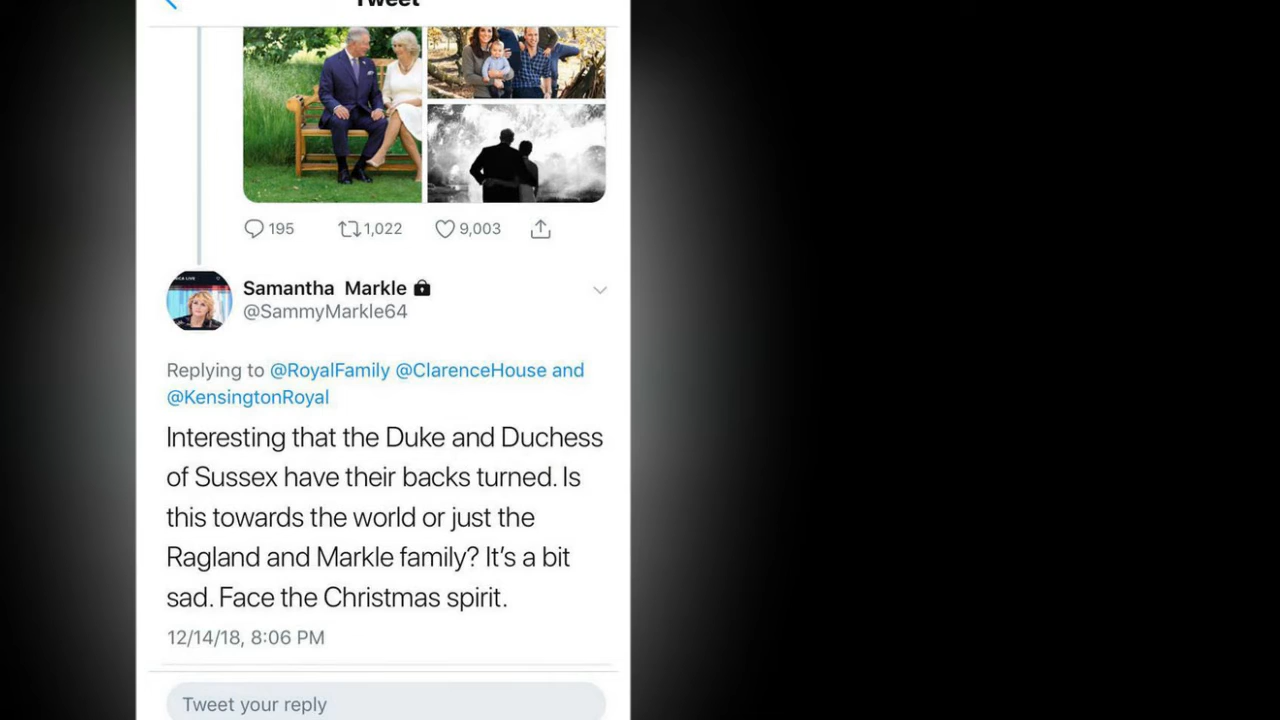 Tweet
195 1,022 9,003
Samantha Markle
@SammyMarkle64
Replying to @RoyalFamily @ClarenceHouse and
@KensingtonRoyal
Interesting that the Duke and Duchess
of Sussex have their backs turned. Is
this towards the world or just the
Ragland and Markle family? It's a bit
sad. Face the Christmas spirit.
12/14/18, 8:06 PM
Tweet your reply